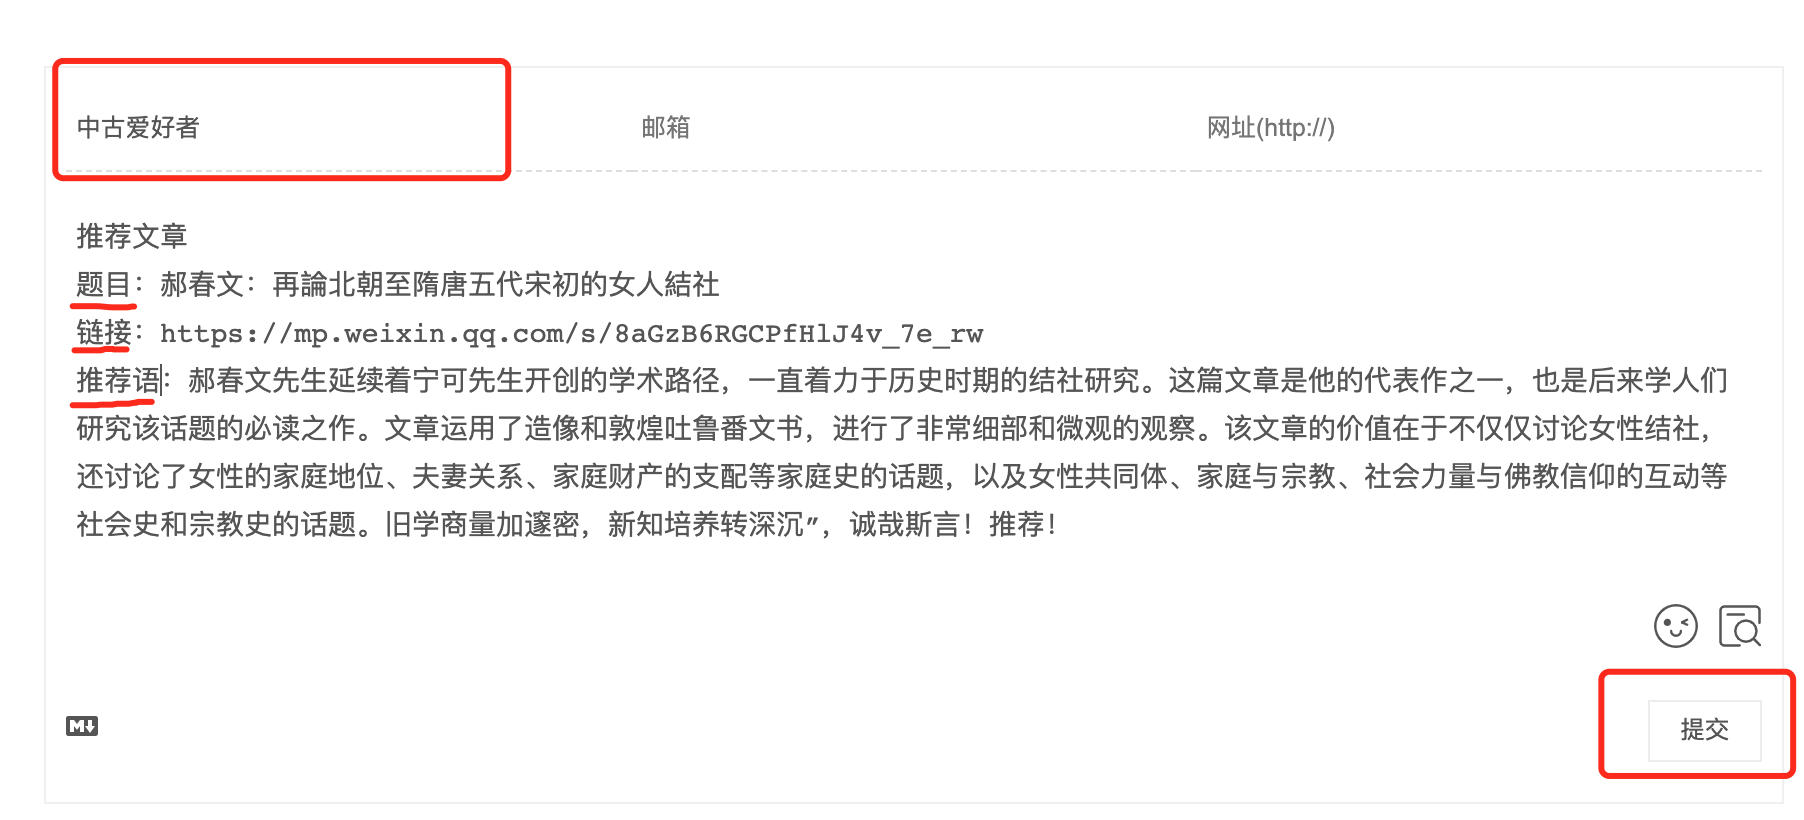 中古爱好者 邮箱 网址(http://)
推荐文章
题目：郝春文：再論北朝至隋唐五代宋初的女人結社
链接：https://mp.weixin.qq.com/s/8aGzB6RGCPfHlJ4v_7e_rw
推荐语：郝春文先生延续着宁可先生开创的学术路径，一直着力于历史时期的结社研究。这篇文章是他的代表作之一，也是后来学人们
研究该话题的必读之作。文章运用了造像和敦煌吐鲁番文书，进行了非常细部和微观的观察。该文章的价值在于不仅仅讨论女性结社，
还讨论了女性的家庭地位、夫妻关系、家庭财产的支配等家庭史的话题，以及女性共同体、家庭与宗教、社会力量与佛教信仰的互动等
社会史和宗教史的话题。旧学商量加邃密，新知培养转深沉”，诚哉斯言！推荐！
M↓ 提交